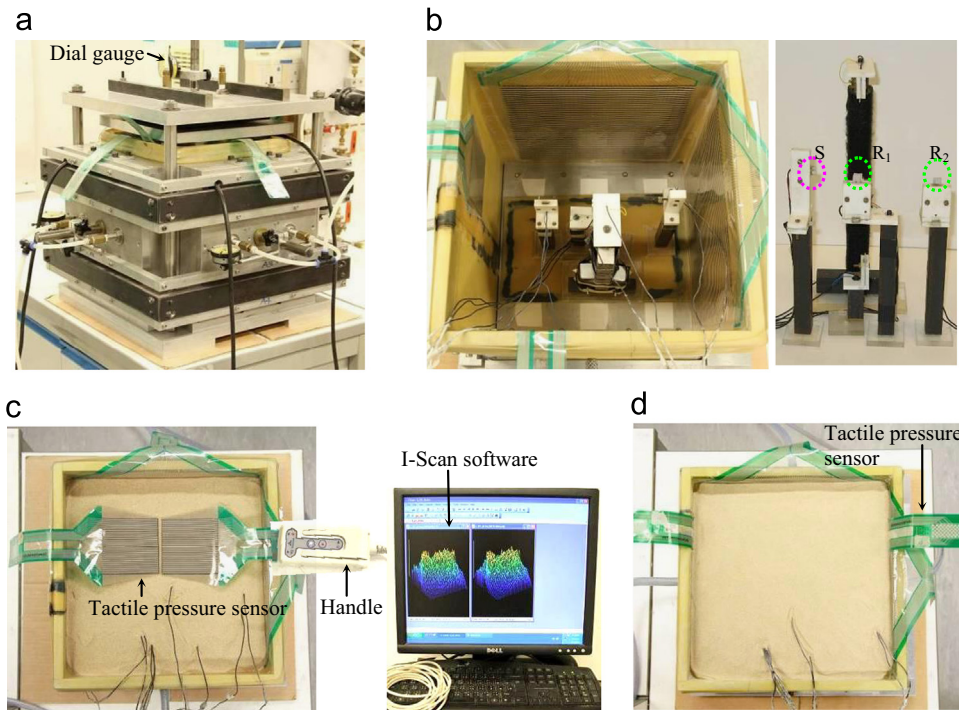 a
Dial gauge
b
S
R₁
R₂
c
I-Scan software
Tactile pressure sensor
Handle
DELL
d
Tactile pressure
sensor